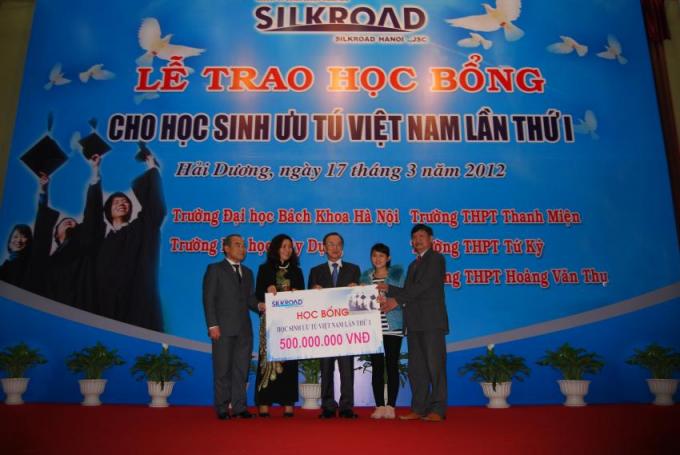 SILKROAD
SILKROAD HANOI JSC
LỄ TRAO HỌC BỔNG
CHO HỌC SINH ƯU TÚ VIỆT NAM LẦN THỨ I
Hải Dương, ngày 17 tháng 3 năm 2012
Trường Đại học Bách Khoa Hà Nội
Trường THPT Thanh Miện
Trường
học
Dự
THPT Tứ Kỳ
THPT Hoàng Văn Thụ
SILKROAD
HỌC BỔNG
HỌC SINH ƯU TÚ VIỆT NAM LẦN THỨ I
500.000.000 VNĐ